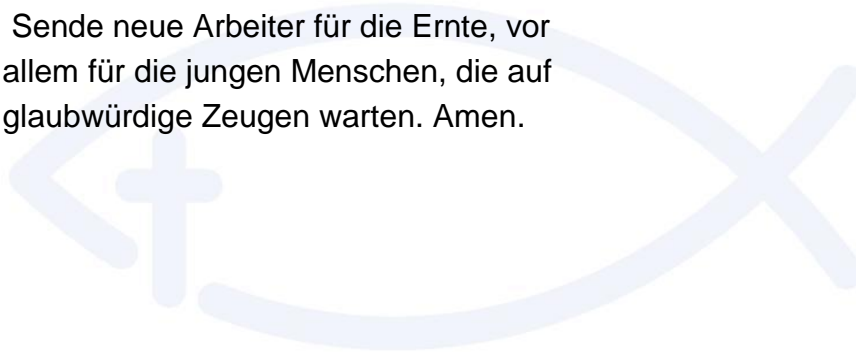 Sende neue Arbeiter für die Ernte, vor
allem für die jungen Menschen, die auf
glaubwürdige Zeugen warten. Amen.